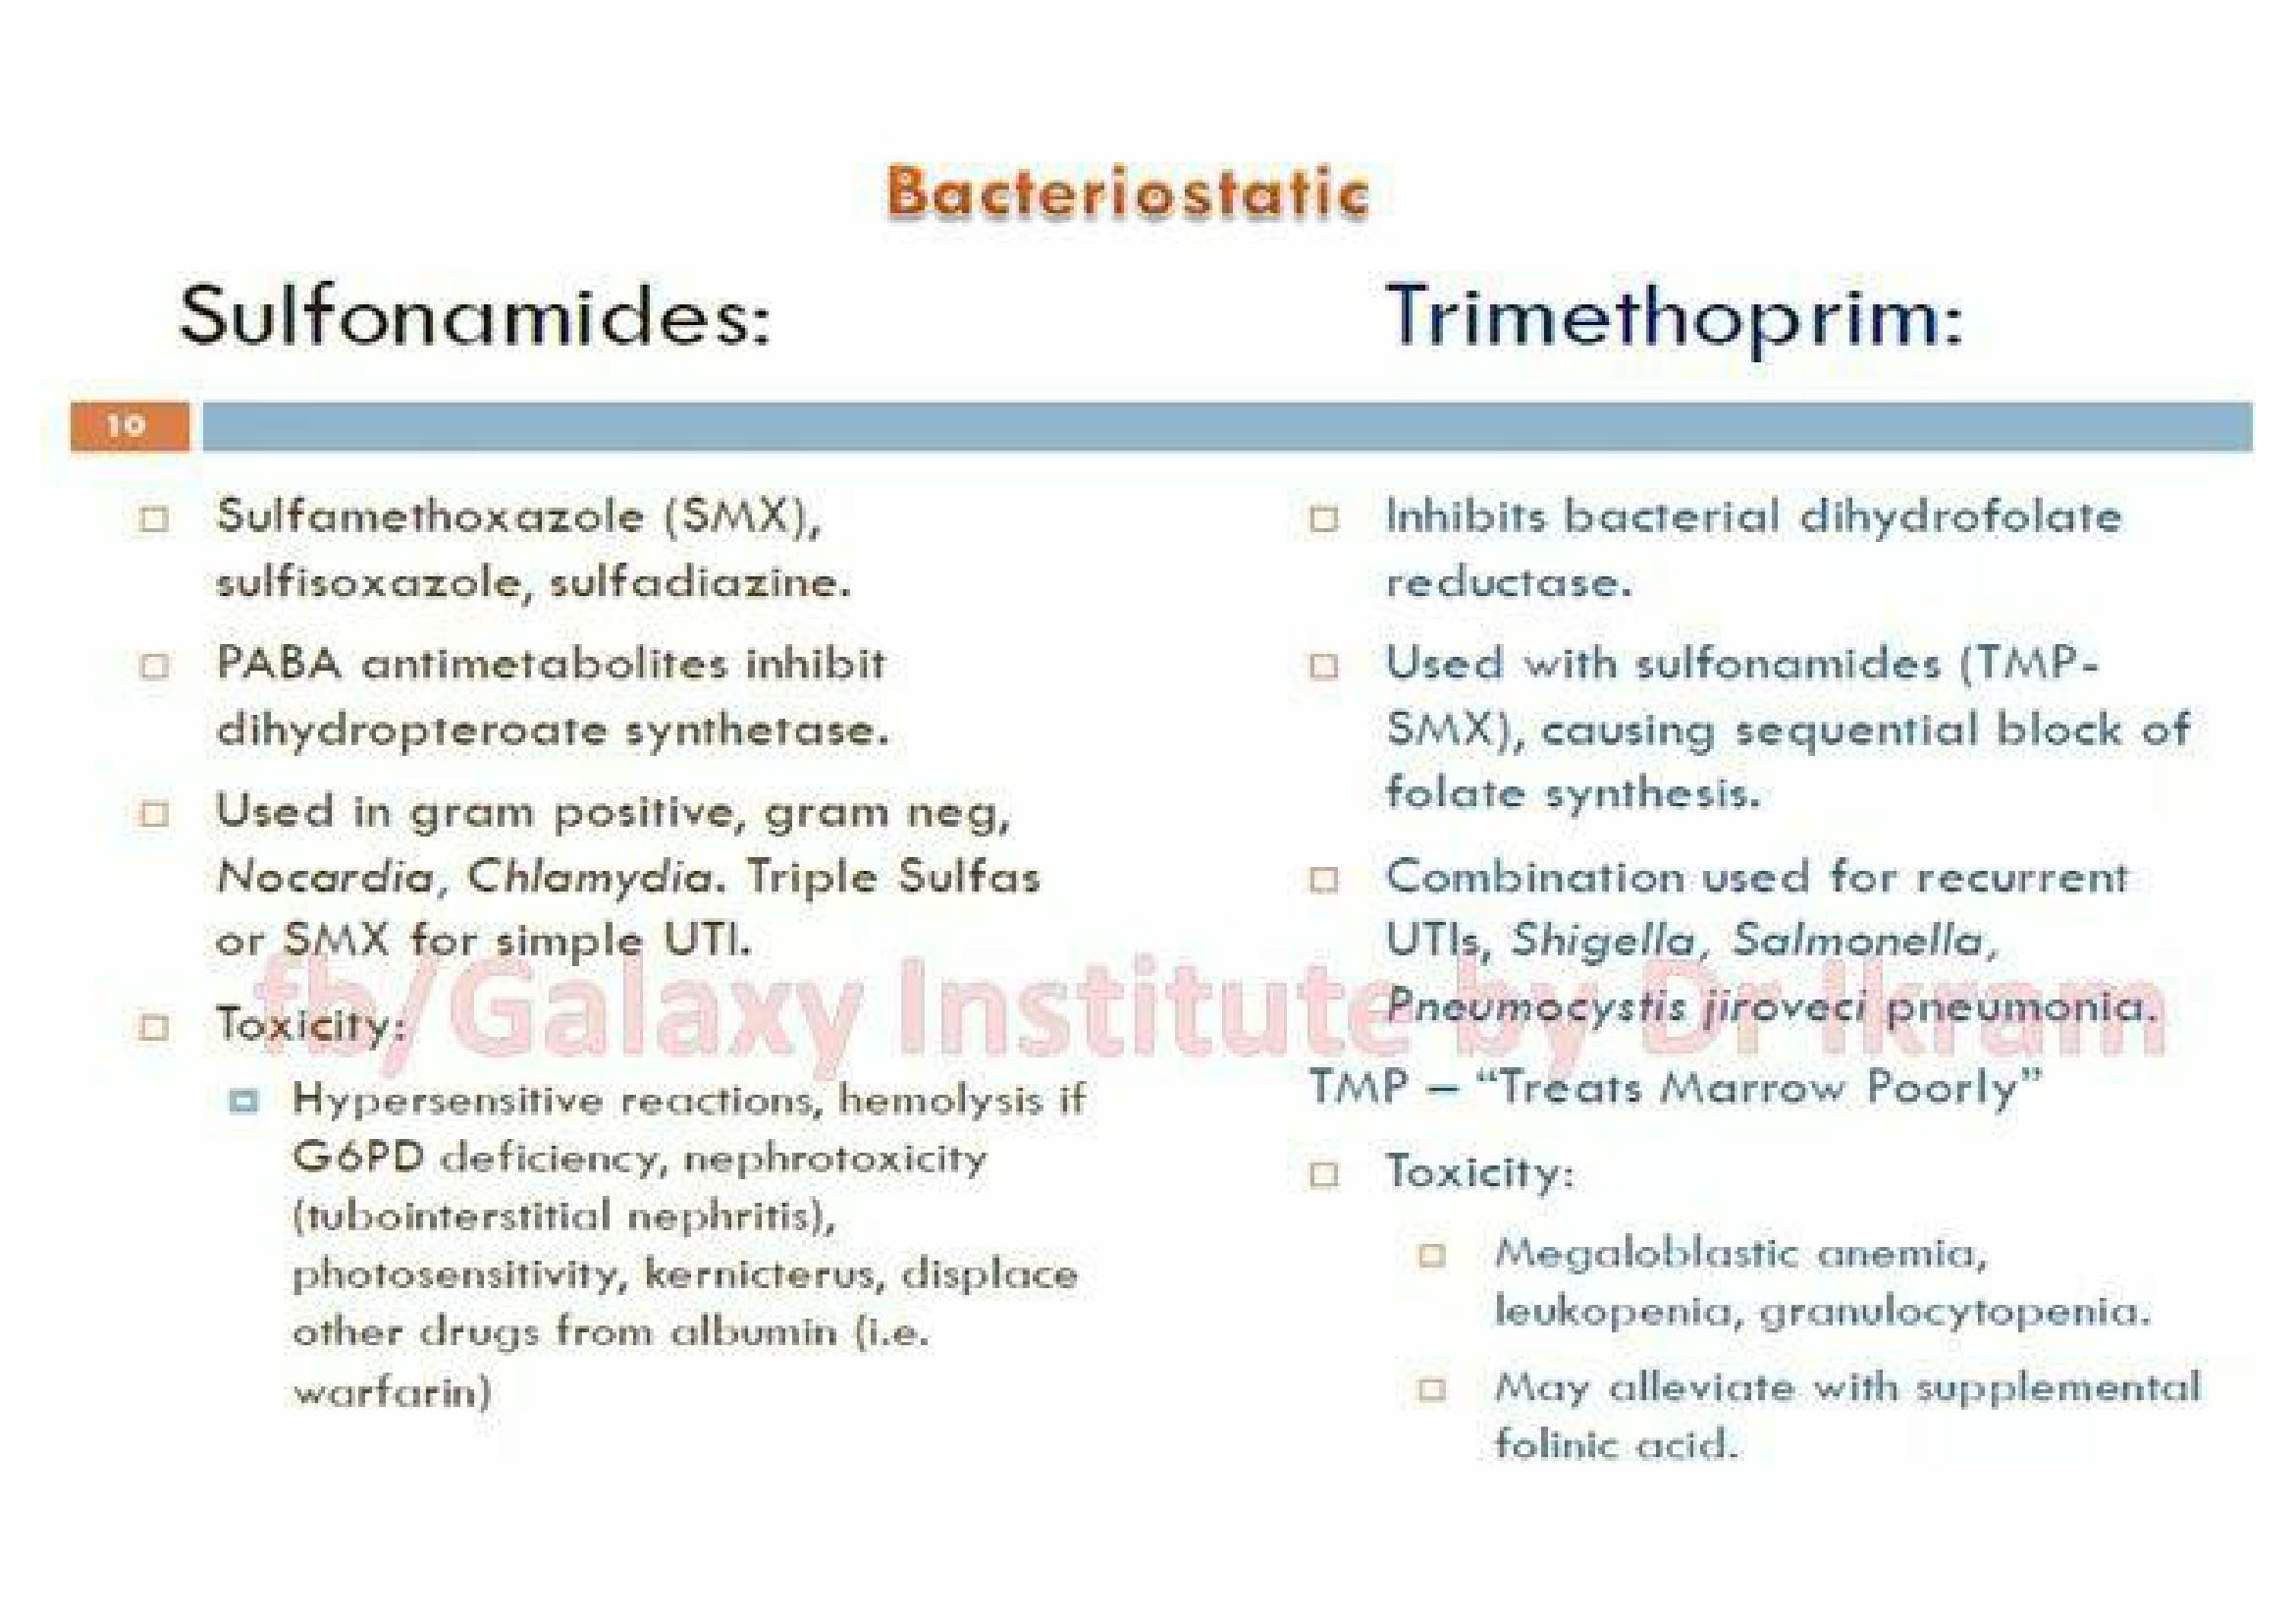 Bacteriostatic
Sulfonamides:
Trimethoprim:
10
Sulfamethoxazole (SMX),
sulfisoxazole, sulfadiazine.
PABA antimetabolites inhibit
dihydropteroate synthetase.
Used in gram positive, gram neg,
Nocardia, Chlamydia. Triple Sulfas
or SMX for simple UTI.
Toxicity:
Hypersensitive reactions, hemolysis if
G6PD deficiency, nephrotoxicity
(tubointerstitial nephritis),
photosensitivity, kernicterus, displace
other drugs from albumin (i.e.
warfarin)
Inhibits bacterial dihydrofolate
reductase.
Used with sulfonamides (TMP-
SMX), causing sequential block of
folate synthesis.
Combination used for recurrent
UTIs, Shigella, Salmonella,
Pneumocystis jiroveci pneumonia.
TMP – “Treats Marrow Poorly”
Toxicity:
Megaloblastic anemia,
leukopenia, granulocytopenia.
May alleviate with supplemental
folinic acid.
fb/Galaxy Institute by Dr Ikram